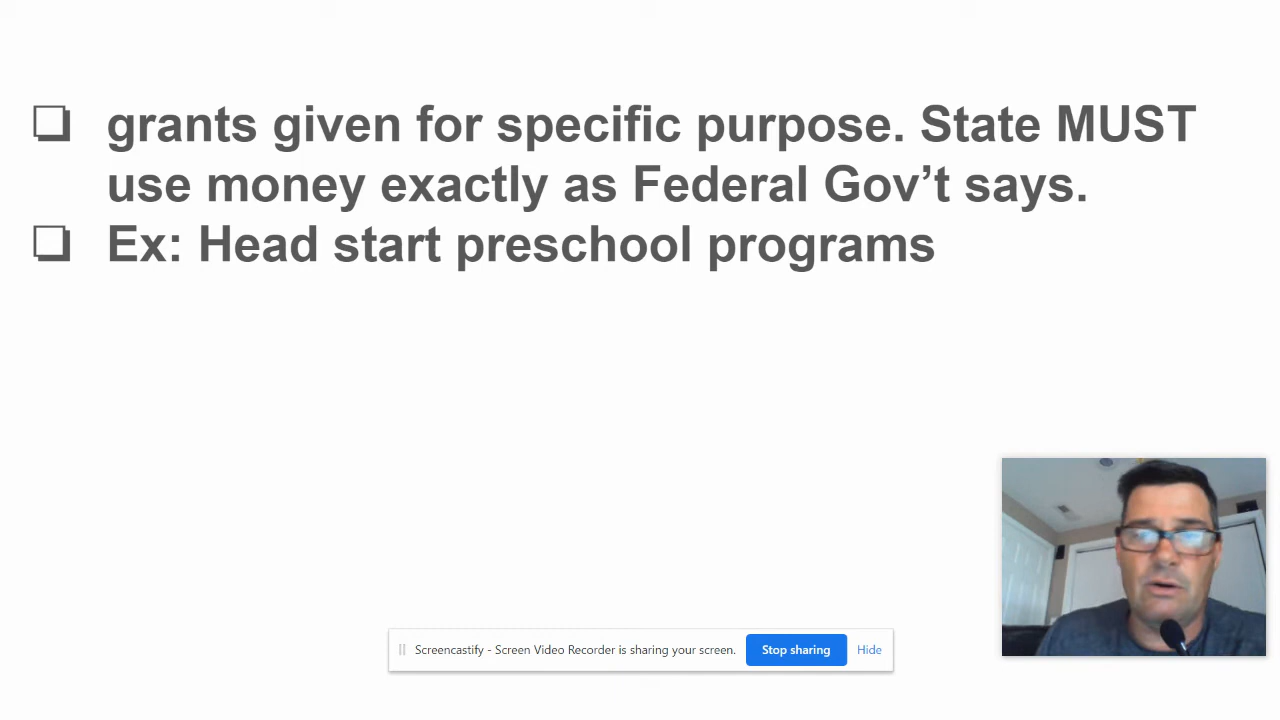 grants given for specific purpose. State MUST
use money exactly as Federal Gov’t says.
Ex: Head start preschool programs
Screencastify - Screen Video Recorder is sharing your screen. Stop sharing Hide